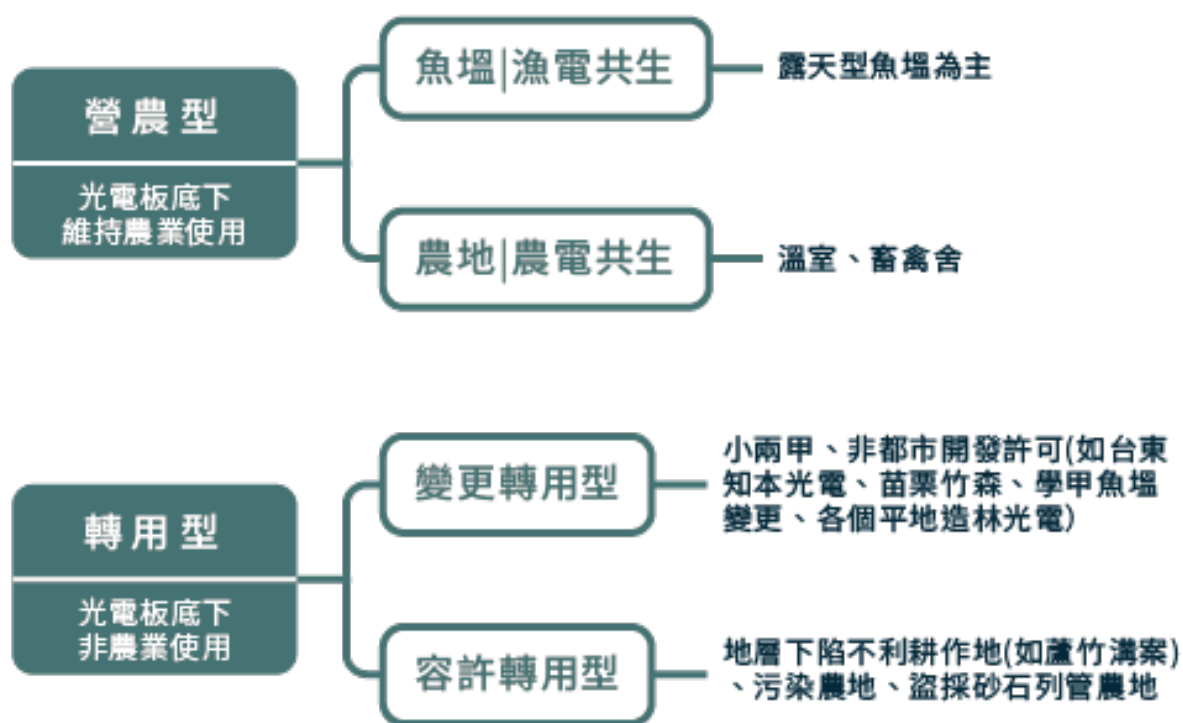 營農型
光電板底下
維持農業使用
魚塭|漁電共生
露天型魚塭為主
農地|農電共生
溫室、畜禽舍
轉用型
光電板底下
非農業使用
變更轉用型
小兩甲、非都市開發許可(如台東
知本光電、苗栗竹森、學甲魚塭
變更、各個平地造林光電)
容許轉用型
地層下陷不利耕作地(如蘆竹溝案)
、污染農地、盜採砂石列管農地